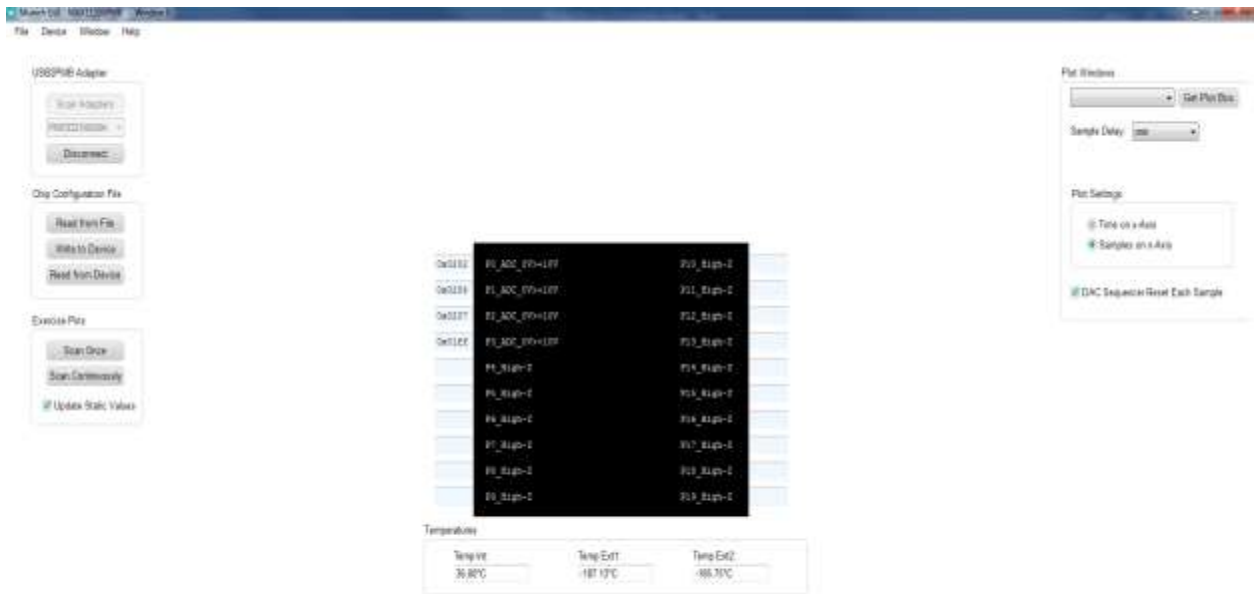 File Device Window Help
USB2PMB Adapter
Scan Adapters
Disconnect
Chip Configuration File
Read from File
Write to Device
Read from Device
Exercise Pins
Scan Once
Scan Continuously
Update Static Values
P0_ADC_0V>+10V
P1_ADC_0V>+10V
P2_ADC_0V>+10V
P3_ADC_0V>+10V
P4_High-Z
P5_High-Z
P6_High-Z
P7_High-Z
P8_High-Z
P9_High-Z
P10_High-Z
P11_High-Z
P12_High-Z
P13_High-Z
P14_High-Z
P15_High-Z
P16_High-Z
P17_High-Z
P18_High-Z
P19_High-Z
Temperatures
Temp Int
Temp Ext1
Temp Ext2
Plot Windows
Get Plot Box
Sample Delay
Plot Settings
Time on x-Axis
Samples on x-Axis
DAC Sequencer Reset Each Sample